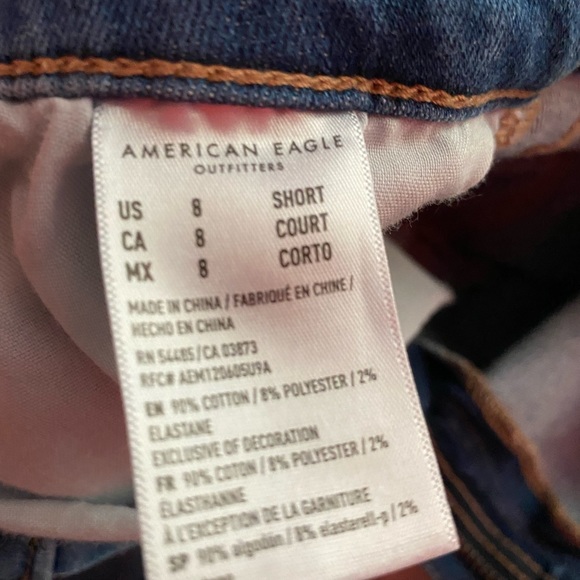 AMERICAN EAGLE
OUTFITTERS
US 8 SHORT
CA 8 COURT
MX 8 CORTO
MADE IN CHINA / FABRIQUÉ EN CHINE /
HECHO EN CHINA
RN 54485/CA 03873
RFC# AEM120605U9A
EN 90% COTTON / 8% POLYESTER / 2%
ELASTANE
EXCLUSIVE OF DECORATION
FR 90% COTON / 8% POLYESTER / 2%
ÉLASTHANNE
À L'EXCEPTION DE LA GARNITURE
SP 90% algodón / 8% elasterell-p / 2%